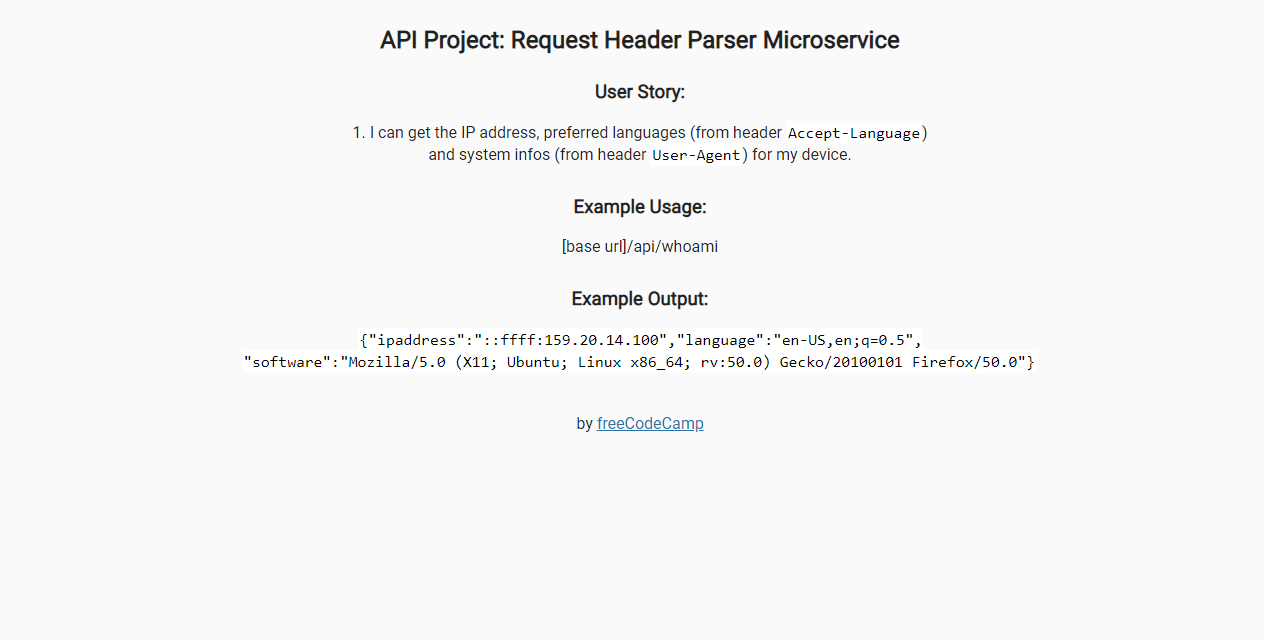 API Project: Request Header Parser Microservice
User Story:
1. I can get the IP address, preferred languages (from header Accept-Language)
and system infos (from header User-Agent) for my device.
Example Usage:
[base url]/api/whoami
Example Output:
{"ipaddress":"::ffff:159.20.14.100","language":"en-US,en;q=0.5",
"software":"Mozilla/5.0 (X11; Ubuntu; Linux x86_64; rv:50.0) Gecko/20100101 Firefox/50.0"}
by freeCodeCamp